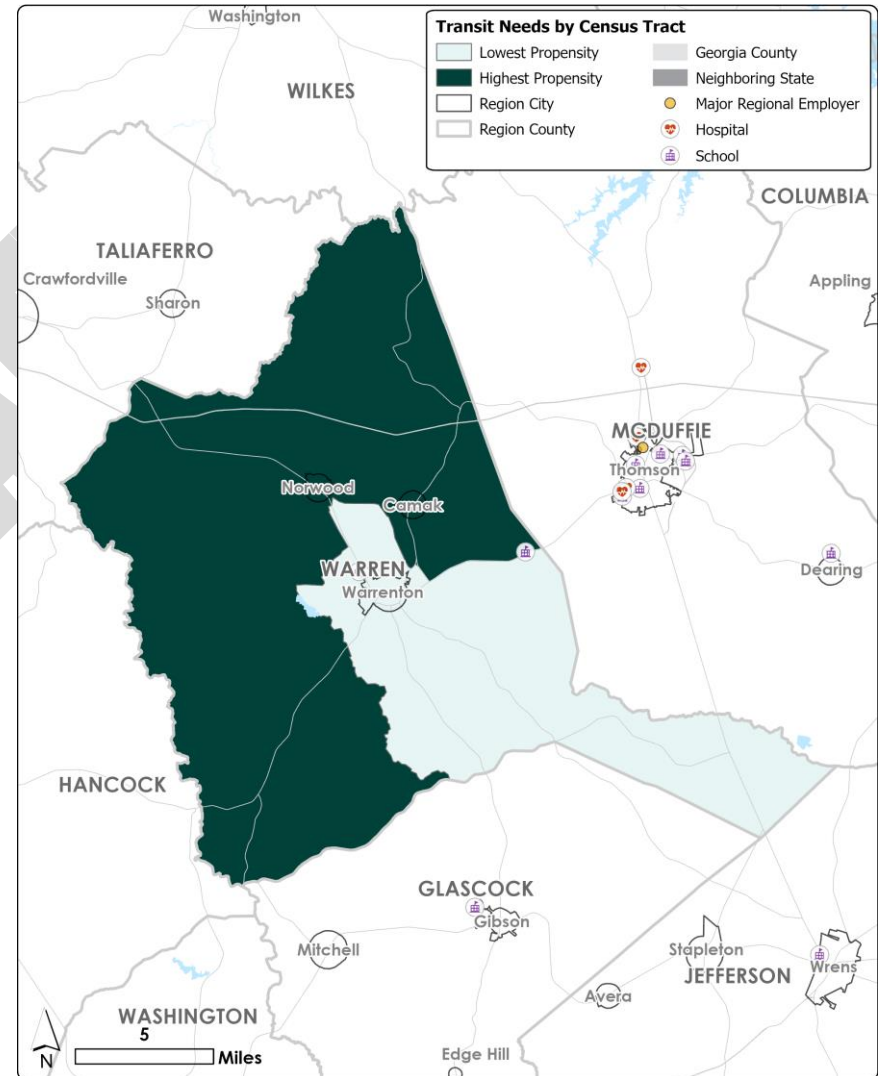 Washington
Transit Needs by Census Tract
Lowest Propensity
Highest Propensity
Region City
Region County
Georgia County
Neighboring State
Major Regional Employer
Hospital
School
WILKES
COLUMBIA
TALIAFERRO
Crawfordville
Sharon
Appling
MCDUFFIE
Thomson
Norwood
Camak
WARREN
Warrenton
Dearing
HANCOCK
GLASCOCK
Gibson
Mitchell
Stapleton
JEFFERSON
Wrens
Avera
WASHINGTON
Edge Hill
N
5
Miles